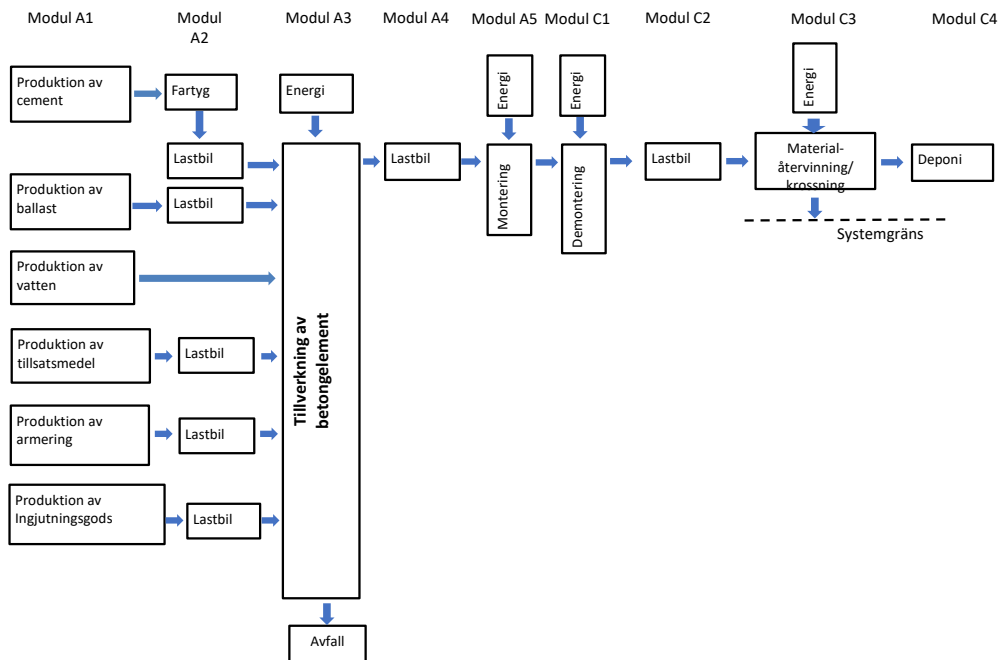 Modul A1
Modul
A2
Modul A3
Modul A4
Modul A5
Modul C1
Modul C2
Modul C3
Modul C4
Produktion av
cement
Fartyg
Energi
Energi
Energi
Energi
Lastbil
Lastbil
Montering
Demontering
Lastbil
Material-
återvinning/
krossning
Deponi
Produktion av
ballast
Lastbil
Systemgräns
Produktion av
vatten
Tillverkning av
betongelement
Produktion av
tillsatsmedel
Lastbil
Produktion av
armering
Lastbil
Produktion av
Ingjutningsgods
Lastbil
Avfall